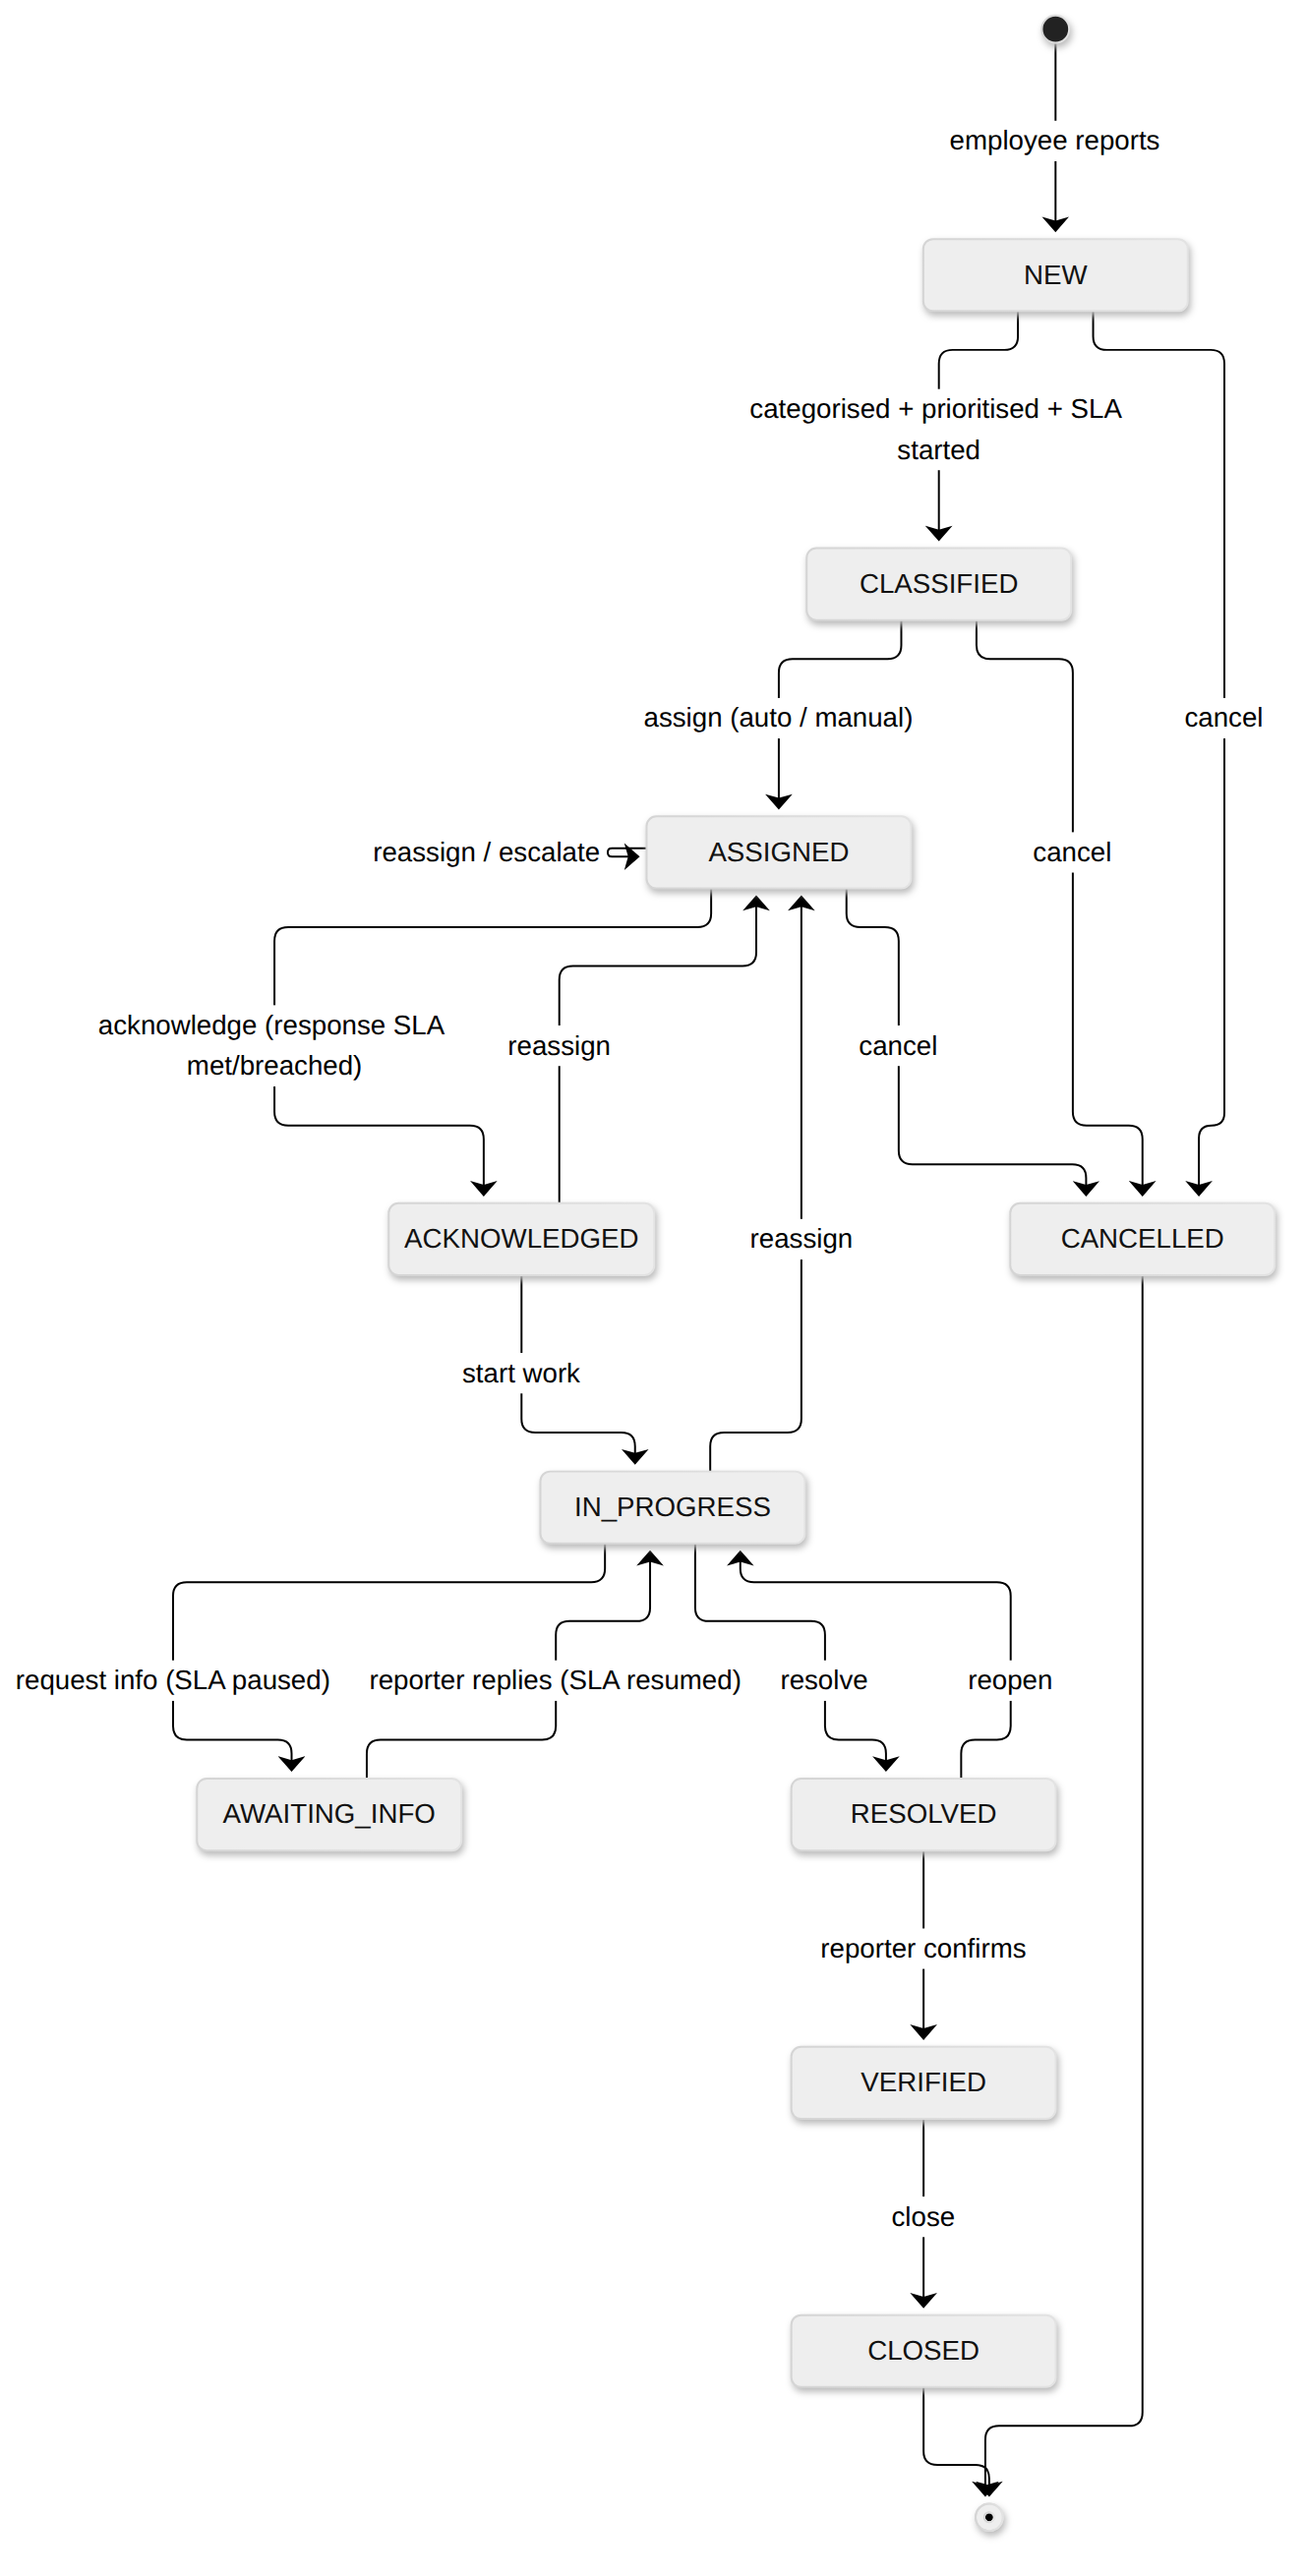 employee reports
NEW
categorised + prioritised + SLA
started
CLASSIFIED
assign (auto / manual)
cancel
reassign / escalate
ASSIGNED
cancel
acknowledge (response SLA
met/breached)
reassign
cancel
ACKNOWLEDGED
reassign
CANCELLED
start work
IN_PROGRESS
request info (SLA paused)
reporter replies (SLA resumed)
resolve
reopen
AWAITING_INFO
RESOLVED
reporter confirms
VERIFIED
close
CLOSED